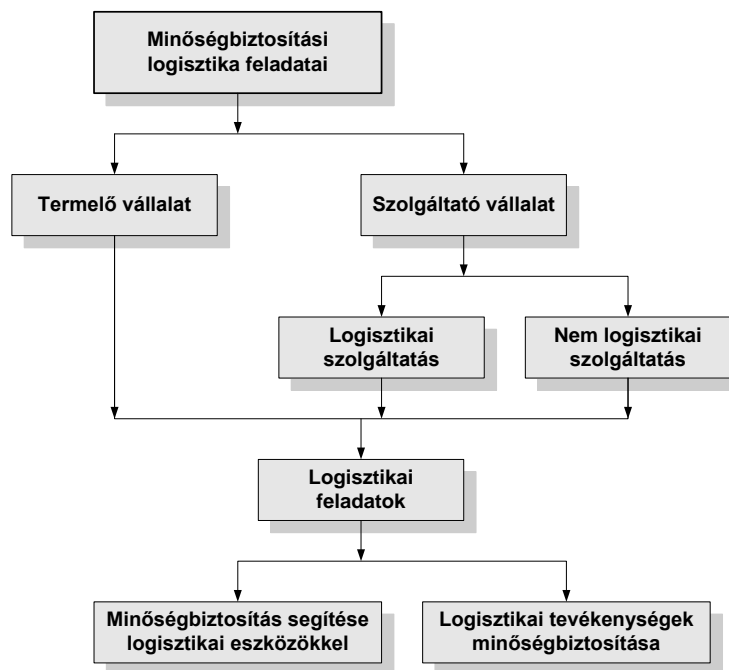 Minőségbiztosítási
logisztika feladatai
Termelő vállalat
Szolgáltató vállalat
Logisztikai
szolgáltatás
Nem logisztikai
szolgáltatás
Logisztikai
feladatok
Minőségbiztosítás segítése
logisztikai eszközökkel
Logisztikai tevékenységek
minőségbiztosítása